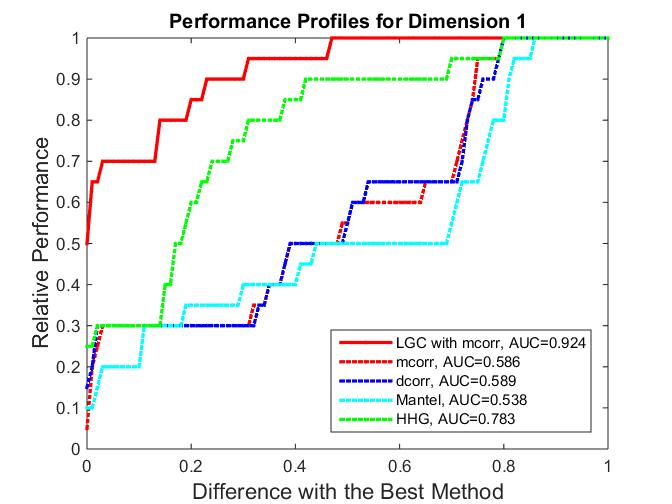 Performance Profiles for Dimension 1
Relative Performance
1
0.9
0.8
0.7
0.6
0.5
0.4
0.3
0.2
0.1
0
LGC with mcorr, AUC=0.924
mcorr, AUC=0.586
dcorr, AUC=0.589
Mantel, AUC=0.538
HHG, AUC=0.783
0 0.2 0.4 0.6 0.8 1
Difference with the Best Method